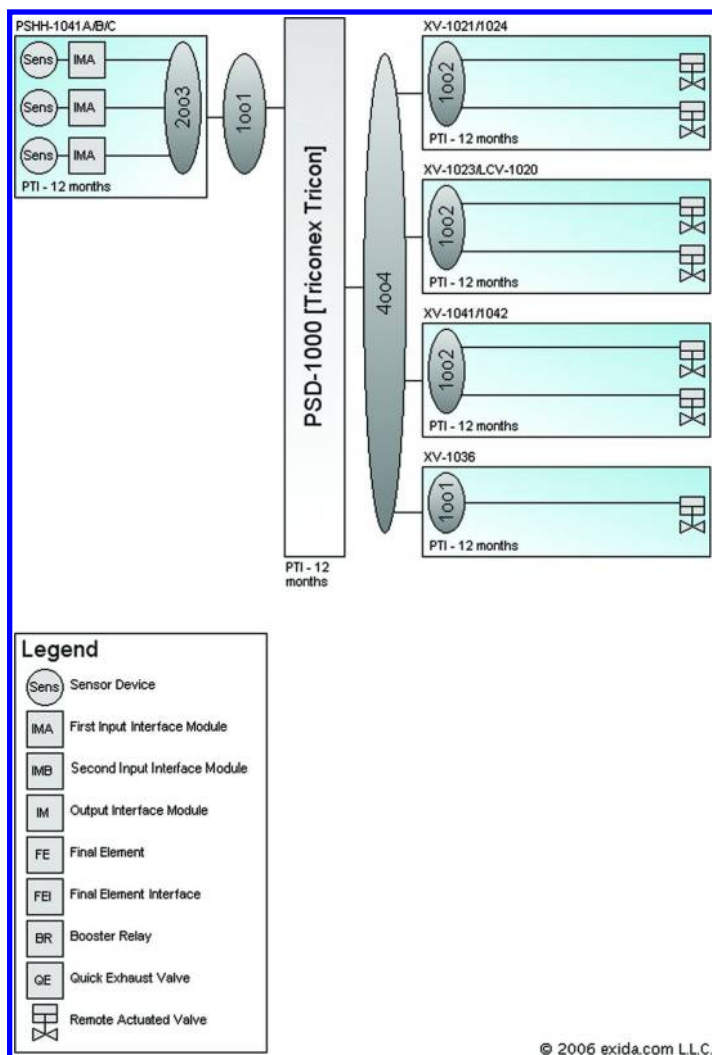 PSHH-1041A/B/C
Sens IMA
Sens IMA
Sens IMA
2oo3
PTI - 12 months
1oo1
PSD-1000 [Triconex Tricon]
PTI - 12
months
4oo4
XV-1021/1024
1oo2
PTI - 12 months
XV-1023/LCV-1020
1oo2
PTI - 12 months
XV-1041/1042
1oo2
PTI - 12 months
XV-1036
1oo1
PTI - 12 months
Legend
Sens Sensor Device
IMA First Input Interface Module
IMB Second Input Interface Module
IM Output Interface Module
FE Final Element
FEI Final Element Interface
BR Booster Relay
QE Quick Exhaust Valve
Remote Actuated Valve
© 2006 exida.com L.L.C.